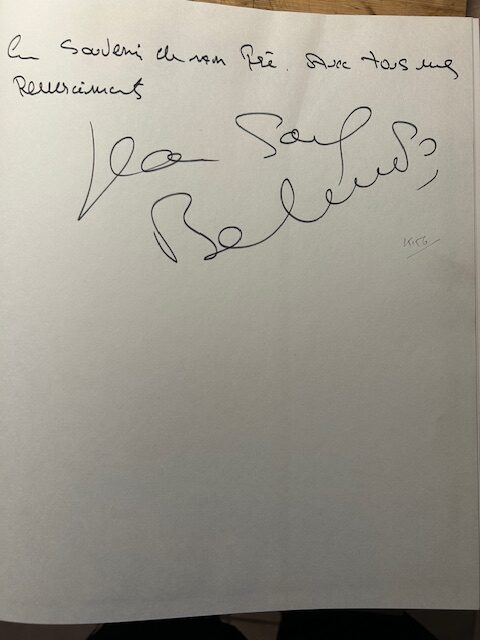 En souvenir de mon Père. Avec tous mes
Remerciements
Jean Paul
Belmondo